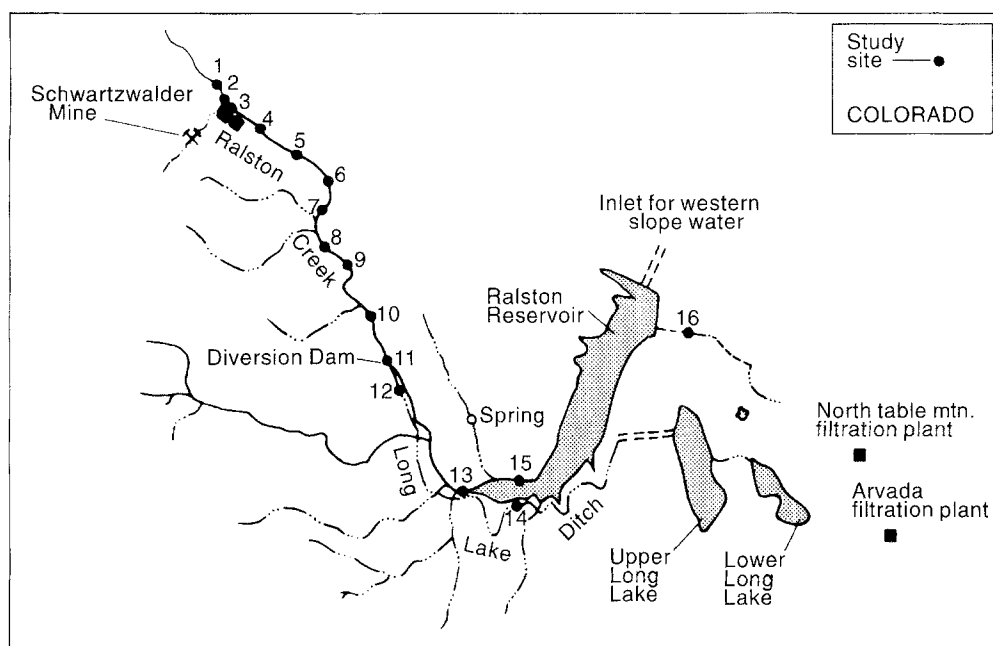 Study
site
COLORADO
1
2
3
4
5
6
7
8
9
10
11
12
13
14
15
16
Schwartzwalder
Mine
Ralston
Creek
Inlet for western
slope water
Ralston
Reservoir
Diversion Dam
Spring
Long
Lake
Ditch
North table mtn.
filtration plant
Arvada
filtration plant
Upper
Long
Lake
Lower
Long
Lake